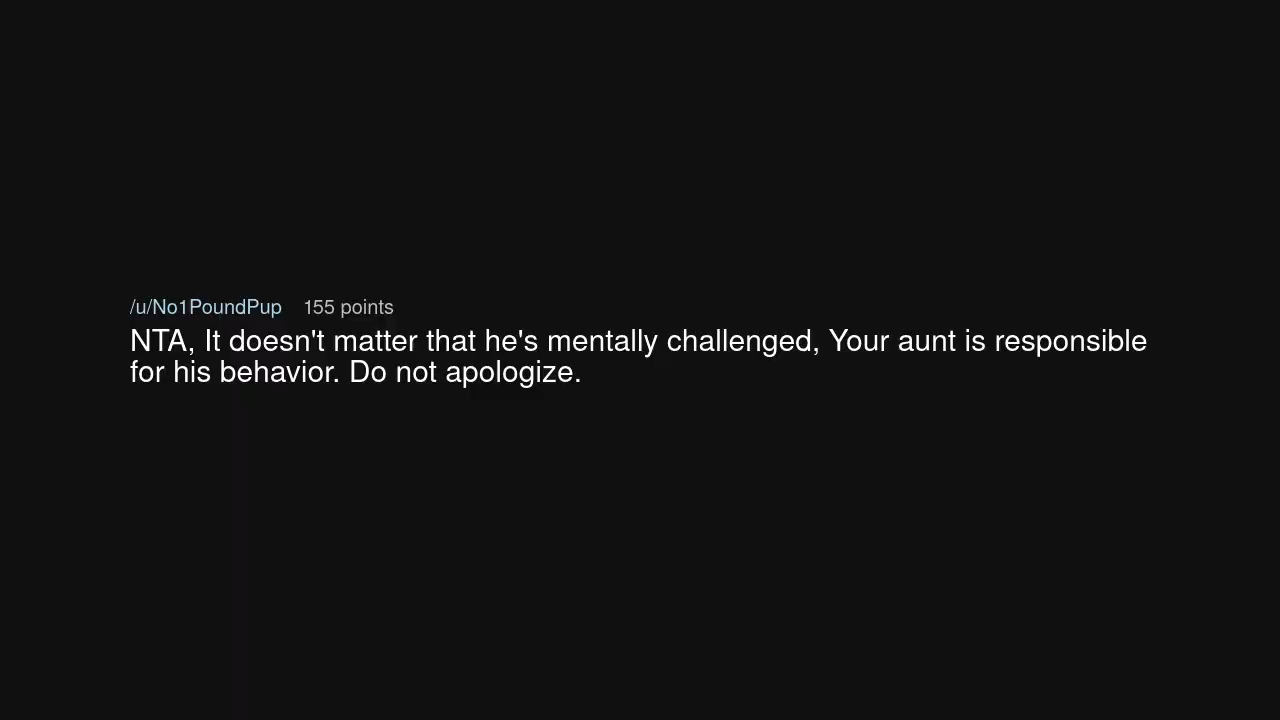 /u/No1PoundPup 155 points
NTA, It doesn't matter that he's mentally challenged, Your aunt is responsible
for his behavior. Do not apologize.